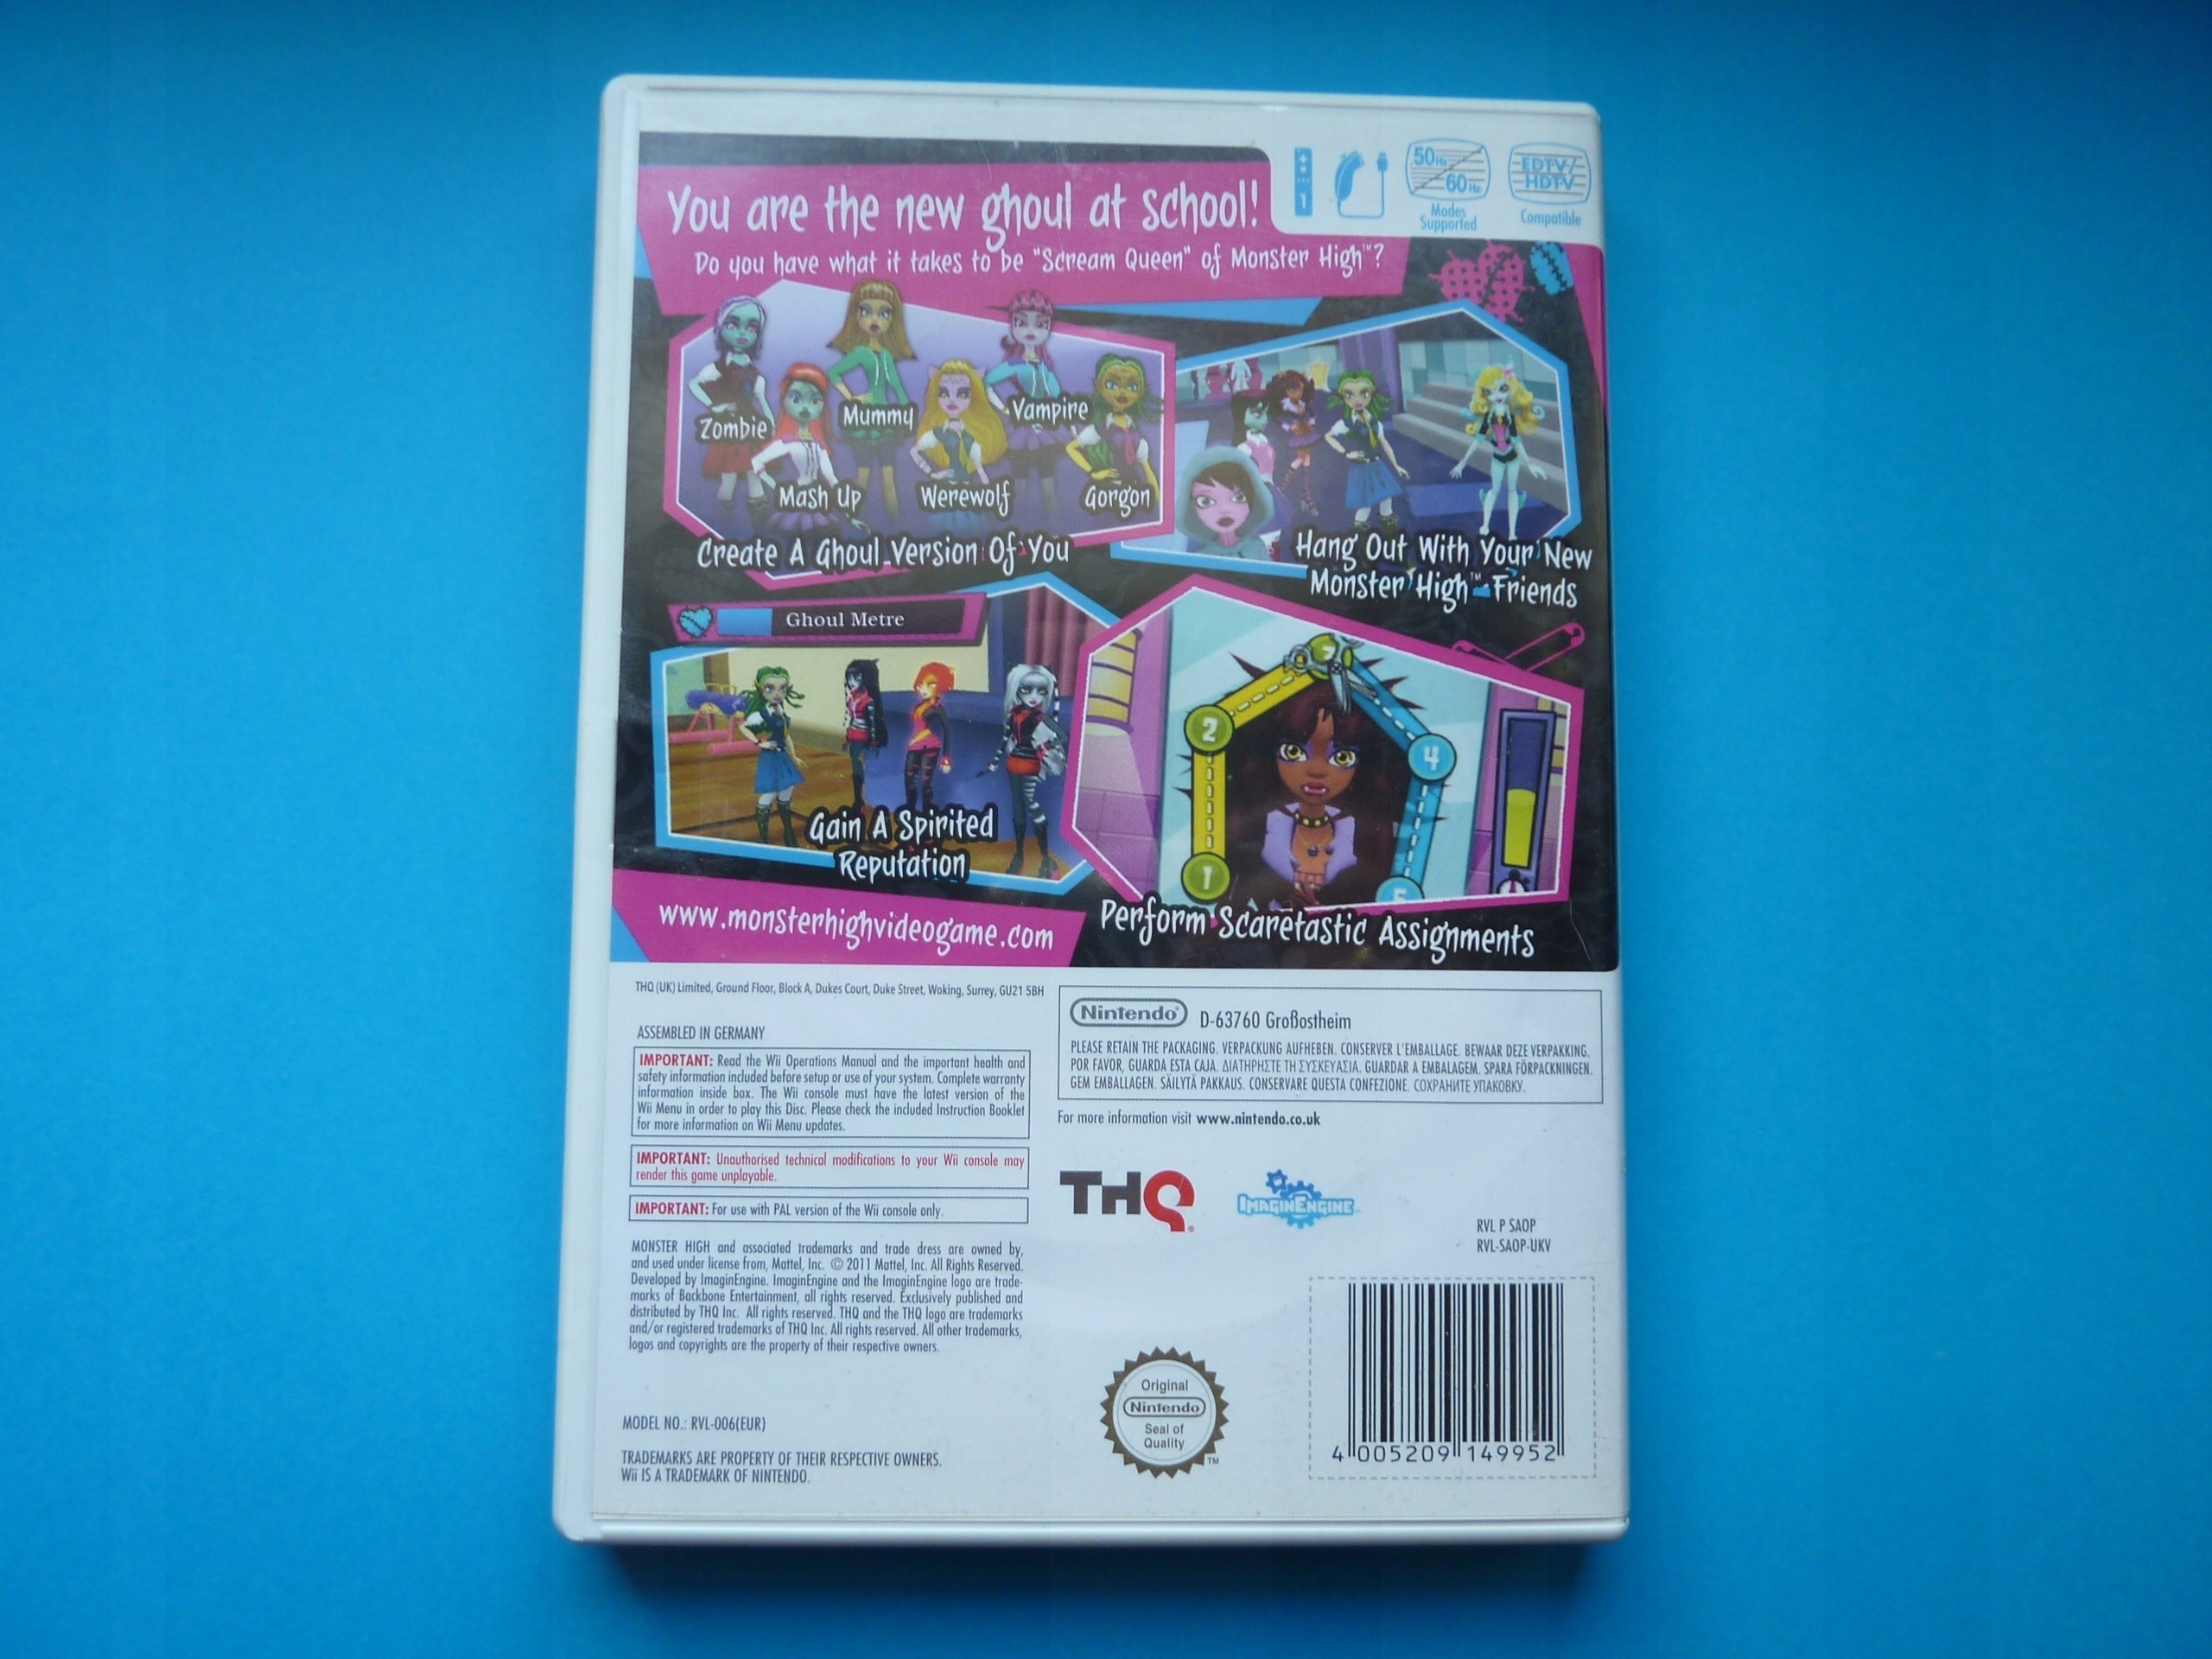 You are the new ghoul at school!
Do you have what it takes to be "Scream Queen" of Monster High™?
1
50Hz
60Hz
Modes
Supported
EDTV/
HDTV
Compatible
Zombie
Mummy
Vampire
Mash Up
Werewolf
Gorgon
Create A Ghoul Version Of You
Hang Out With Your New
Monster High™ Friends
Ghoul Metre
Gain A Spirited
Reputation
3
2
4
1
5
Perform Scaretastic Assignments
www.monsterhighvideogame.com
THQ (UK) Limited, Ground Floor, Block A, Dukes Court, Duke Street, Woking, Surrey, GU21 5BH
ASSEMBLED IN GERMANY
IMPORTANT: Read the Wii Operations Manual and the important health and
safety information included before setup or use of your system. Complete warranty
information inside box. The Wii console must have the latest version of the
Wii Menu in order to play this Disc. Please check the included Instruction Booklet
for more information on Wii Menu updates.
IMPORTANT: Unauthorised technical modifications to your Wii console may
render this game unplayable.
IMPORTANT: For use with PAL version of the Wii console only.
MONSTER HIGH and associated trademarks and trade dress are owned by,
and used under license from, Mattel, Inc. © 2011 Mattel, Inc. All Rights Reserved.
Developed by ImaginEngine. ImaginEngine and the ImaginEngine logo are trade-
marks of Backbone Entertainment, all rights reserved. Exclusively published and
distributed by THQ Inc. All rights reserved. THQ and the THQ logo are trademarks
and/or registered trademarks of THQ Inc. All rights reserved. All other trademarks,
logos and copyrights are the property of their respective owners.
MODEL NO.: RVL-006(EUR)
TRADEMARKS ARE PROPERTY OF THEIR RESPECTIVE OWNERS.
Wii IS A TRADEMARK OF NINTENDO.
Nintendo® D-63760 Großostheim
PLEASE RETAIN THE PACKAGING. VERPACKUNG AUFHEBEN. CONSERVER L'EMBALLAGE. BEWAAR DEZE VERPAKKING.
POR FAVOR, GUARDA ESTA CAJA. ΔΙΑΤΗΡΗΣΤΕ ΤΗ ΣΥΣΚΕΥΑΣΙΑ. GUARDAR A EMBALAGEM. SPARA FÖRPACKNINGEN.
GEM EMBALLAGEN. SÄILYTÄ PAKKAUS. CONSERVARE QUESTA CONFEZIONE. СОХРАНИТЕ УПАКОВКУ.
For more information visit www.nintendo.co.uk
THQ®
IMAGINENGINE
RVL P SAOP
RVL-SAOP-UKV
Original
Nintendo
Seal of
Quality
TM
4 005209 149952